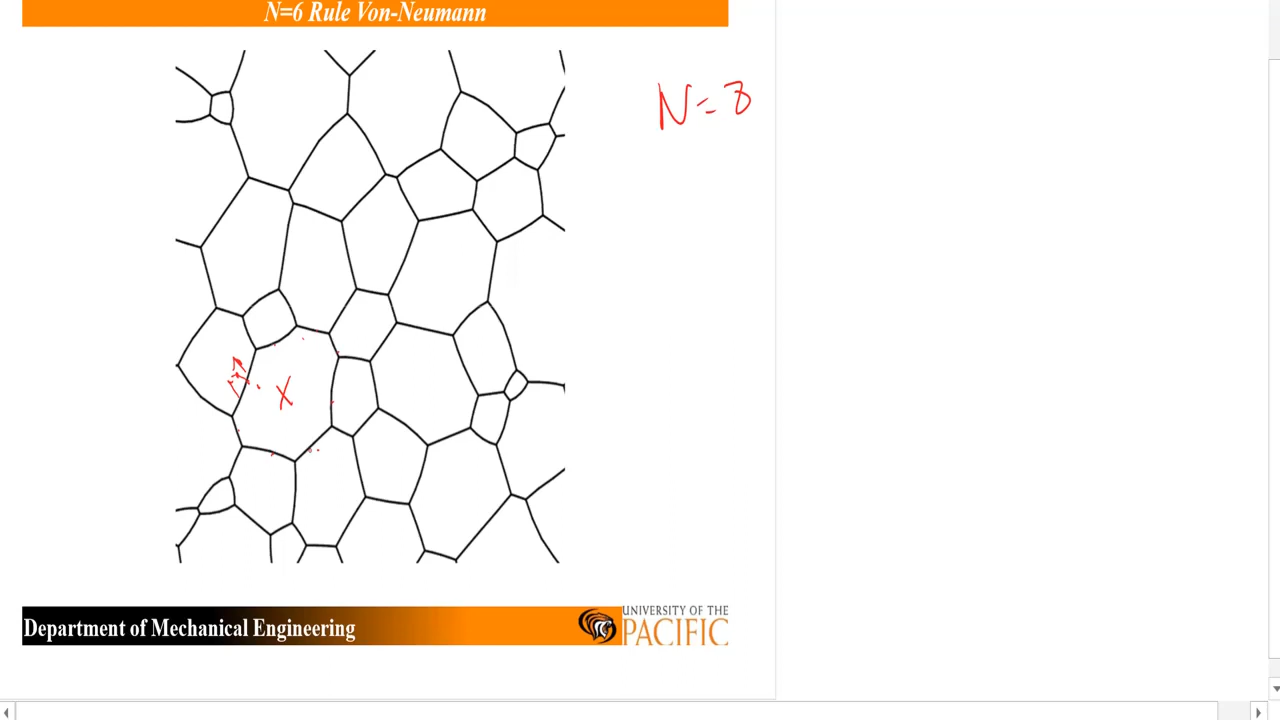 N=6 Rule Von-Neumann
N=8
X
Department of Mechanical Engineering
UNIVERSITY OF THE
PACIFIC